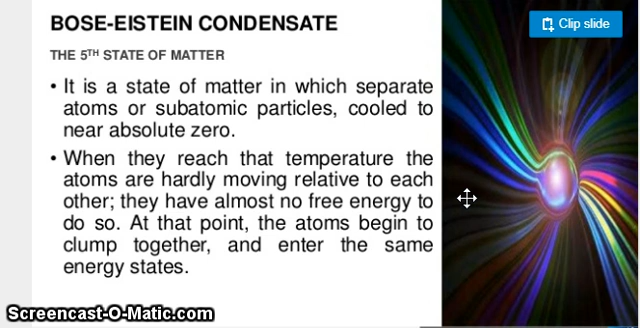 BOSE-EISTEIN CONDENSATE
Clip slide
THE 5TH STATE OF MATTER
• It is a state of matter in which separate
atoms or subatomic particles, cooled to
near absolute zero.
• When they reach that temperature the
atoms are hardly moving relative to each
other; they have almost no free energy to
do so. At that point, the atoms begin to
clump together, and enter the same
energy states.
Screencast-O-Matic.com